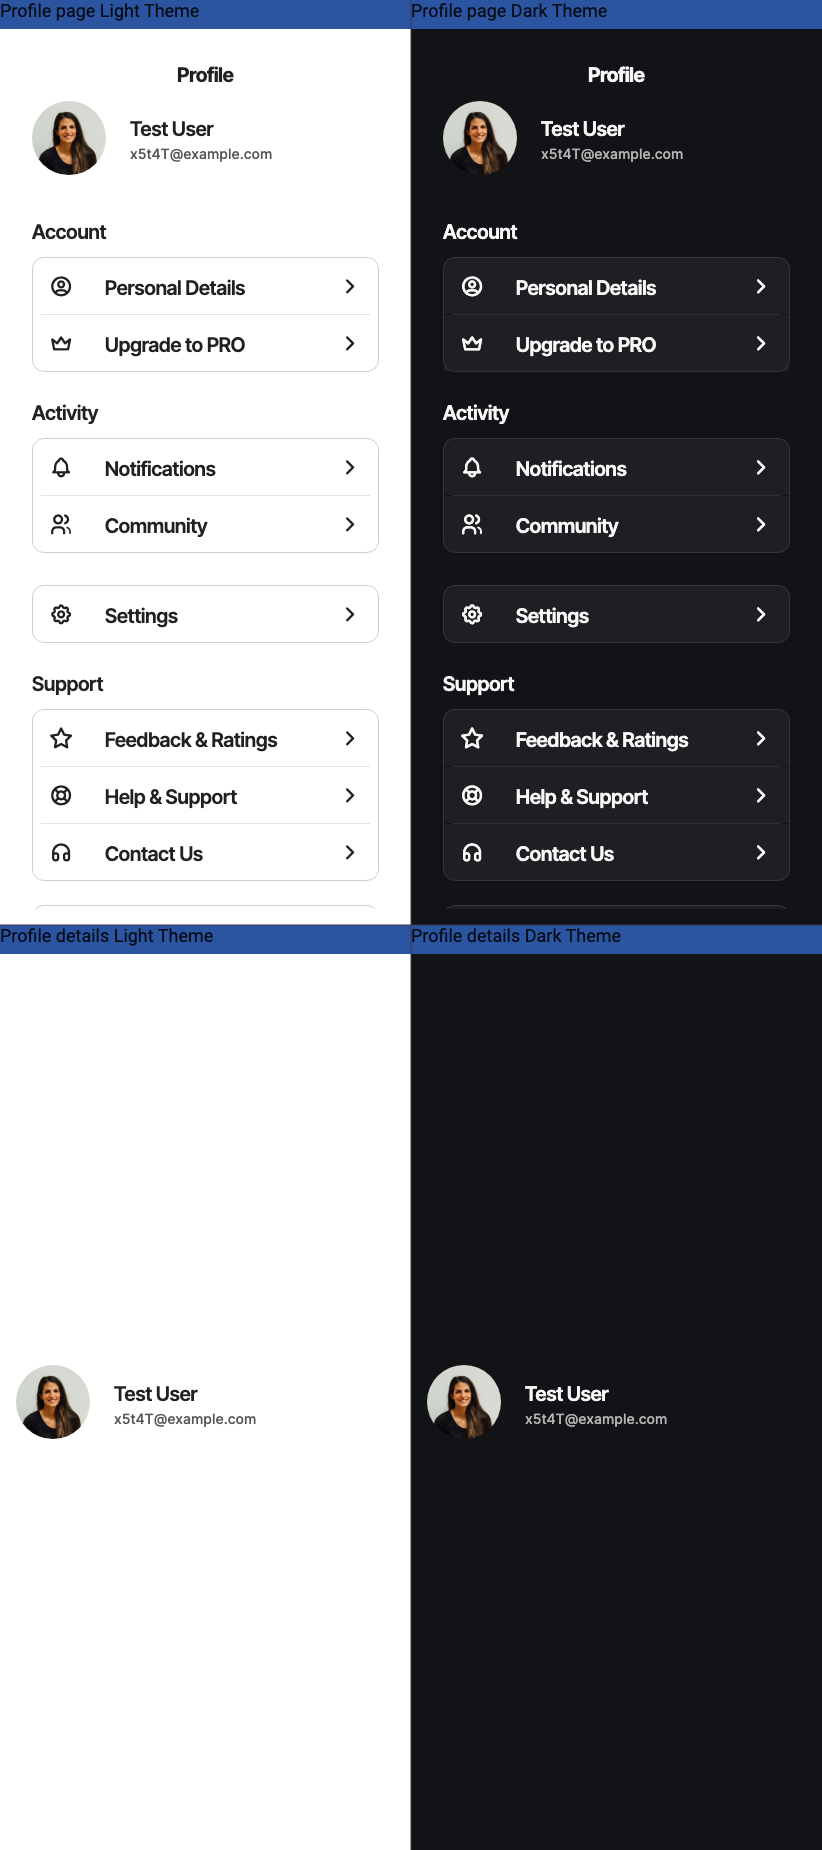 Profile page Light Theme
Profile
Test User
x5t4T@example.com
Account
Personal Details
Upgrade to PRO
Activity
Notifications
Community
Settings
Support
Feedback & Ratings
Help & Support
Contact Us
Profile page Dark Theme
Profile
Test User
x5t4T@example.com
Account
Personal Details
Upgrade to PRO
Activity
Notifications
Community
Settings
Support
Feedback & Ratings
Help & Support
Contact Us
Profile details Light Theme
Test User
x5t4T@example.com
Profile details Dark Theme
Test User
x5t4T@example.com